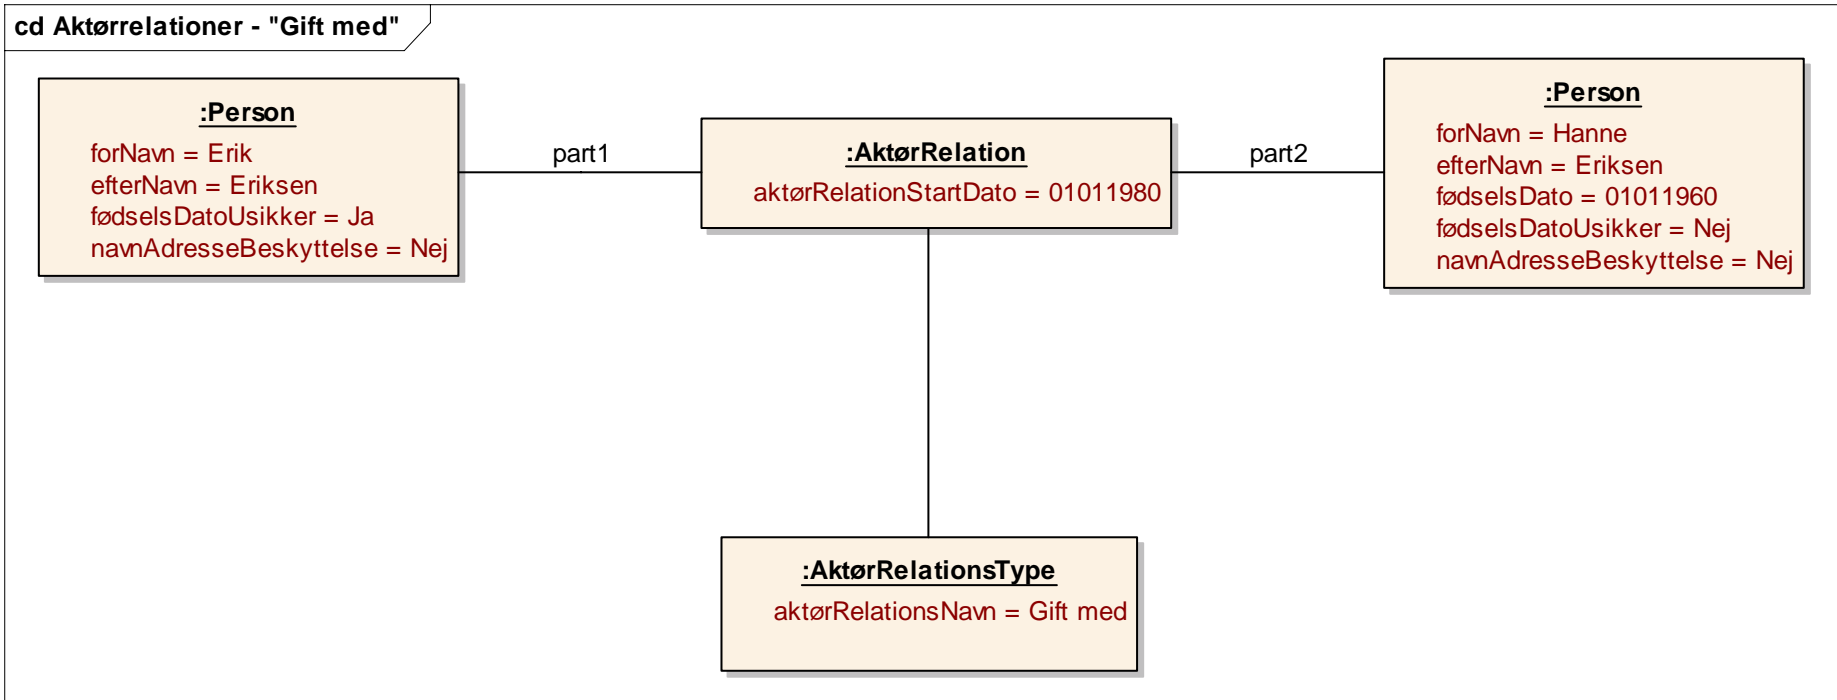 cd Aktørrelationer - "Gift med"
:Person
forNavn = Erik
efterNavn = Eriksen
fødselsDatoUsikker = Ja
navnAdresseBeskyttelse = Nej
part1
:AktørRelation
aktørRelationStartDato = 01011980
part2
:Person
forNavn = Hanne
efterNavn = Eriksen
fødselsDato = 01011960
fødselsDatoUsikker = Nej
navnAdresseBeskyttelse = Nej
:AktørRelationsType
aktørRelationsNavn = Gift med